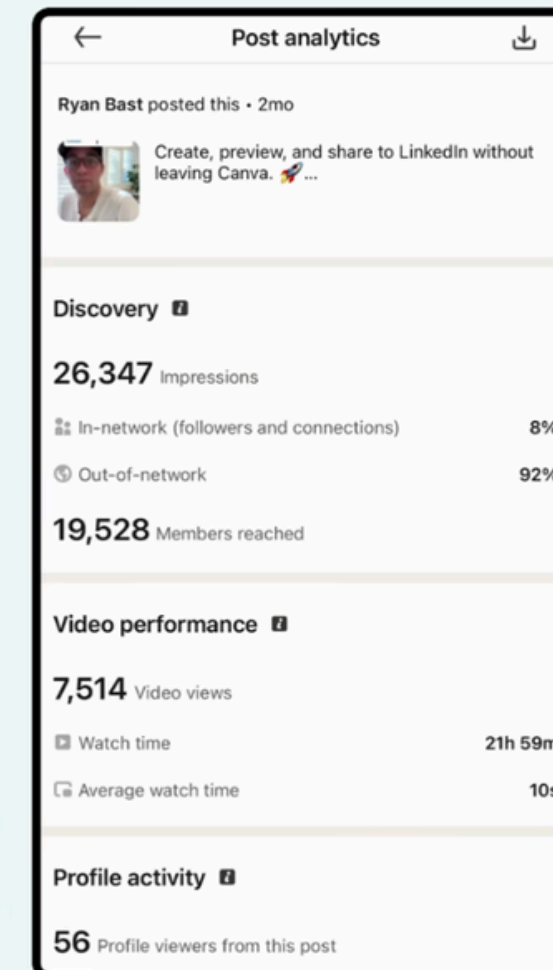 Post analytics
Ryan Bast posted this • 2mo
Create, preview, and share to LinkedIn without
leaving Canva. 🚀...
Discovery
26,347 Impressions
In-network (followers and connections) 8%
Out-of-network 92%
19,528 Members reached
Video performance
7,514 Video views
Watch time 21h 59m
Average watch time 10s
Profile activity
56 Profile viewers from this post